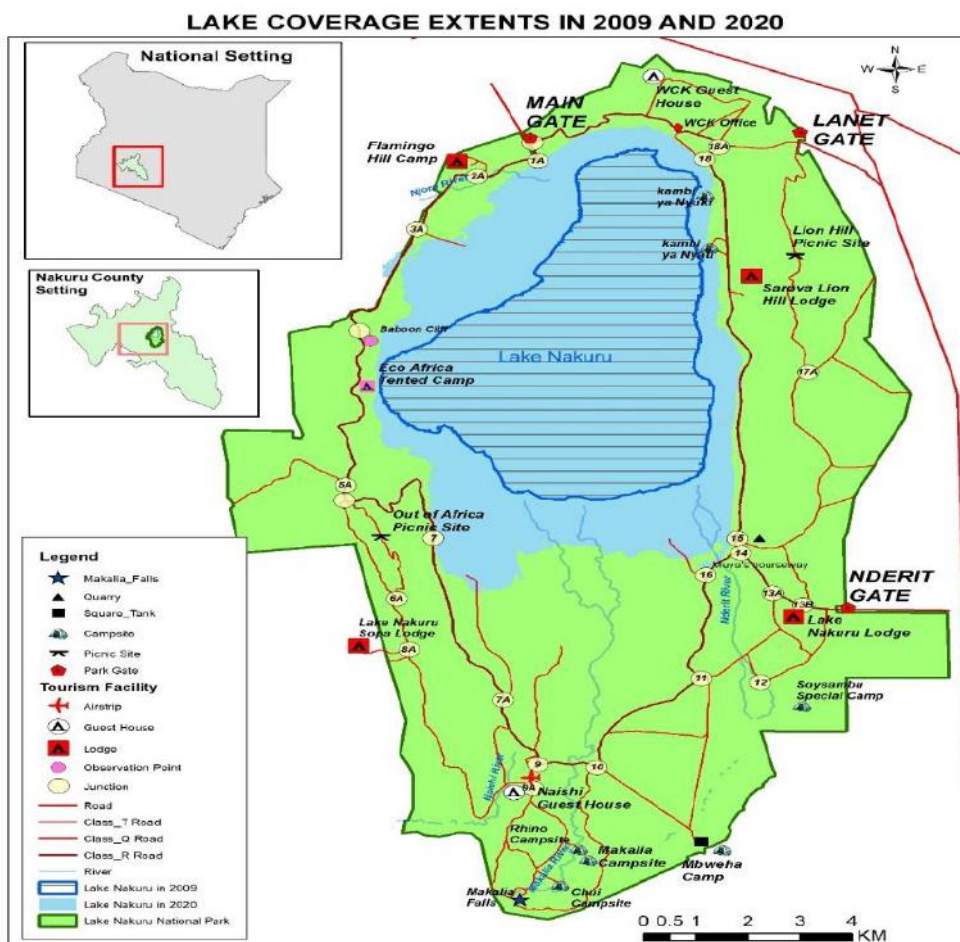 LAKE COVERAGE EXTENTS IN 2009 AND 2020
National Setting
Nakuru County
Setting
N
W
E
S
WCK Guest
House
MAIN
GATE
WCK Office
LANET
GATE
Flamingo
Hill Camp
1A
18
18A
2A
Njoro River
3A
kambi
ya Nyuki
kambi
ya Nyati
Lion Hill
Picnic Site
Sarova Lion
Hill Lodge
Baboon Cliff
Lake Nakuru
Eco Africa
Tented Camp
17A
5A
Out of Africa
Picnic Site
7
15
14
16
Nderit River
NDERIT
GATE
13A
13B
6A
Lake Nakuru
Sopa Lodge
8A
Lake
Nakuru Lodge
11
12
Soysambu
Special Camp
7A
9
10
9A
Naishi
Guest House
Rhino
Campsite
Makalia
Campsite
Makalia River
Mbweha
Camp
Makalia
Falls
Chui
Campsite
Legend
Makalia_Falls
Quarry
Square_Tank
Campsite
Picnic Site
Park Gate
Tourism Facility
Airstrip
Guest House
Lodge
Observation Point
Junction
Road
Class_T Road
Class_Q Road
Class_R Road
River
Lake Nakuru in 2009
Lake Nakuru in 2020
Lake Nakuru National Park
0 0.5 1 2 3 4
KM